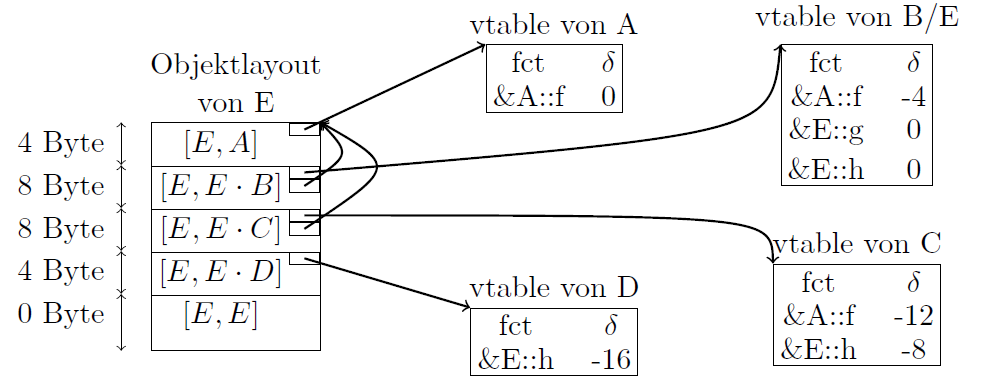 Objektlayout
von E
4 Byte
[E, A]
8 Byte
[E, E · B]
8 Byte
[E, E · C]
4 Byte
[E, E · D]
0 Byte
[E, E]
vtable von A
fct δ
&A::f 0
vtable von B/E
fct δ
&A::f -4
&E::g 0
&E::h 0
vtable von C
fct δ
&A::f -12
&E::h -8
vtable von D
fct δ
&E::h -16